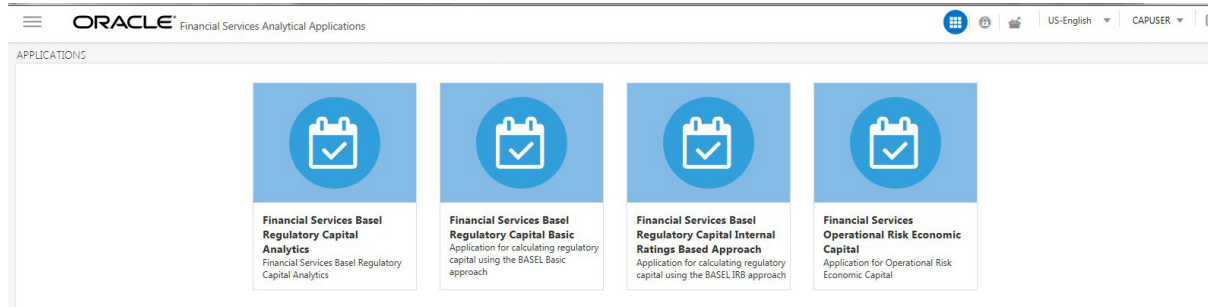 ORACLE® Financial Services Analytical Applications
US-English
CAPUSER
APPLICATIONS
Financial Services Basel
Regulatory Capital
Analytics
Financial Services Basel Regulatory
Capital Analytics
Financial Services Basel
Regulatory Capital Basic
Application for calculating regulatory
capital using the BASEL Basic
approach
Financial Services Basel
Regulatory Capital Internal
Ratings Based Approach
Application for calculating regulatory
capital using the BASEL IRB approach
Financial Services
Operational Risk Economic
Capital
Application for Operational Risk
Economic Capital